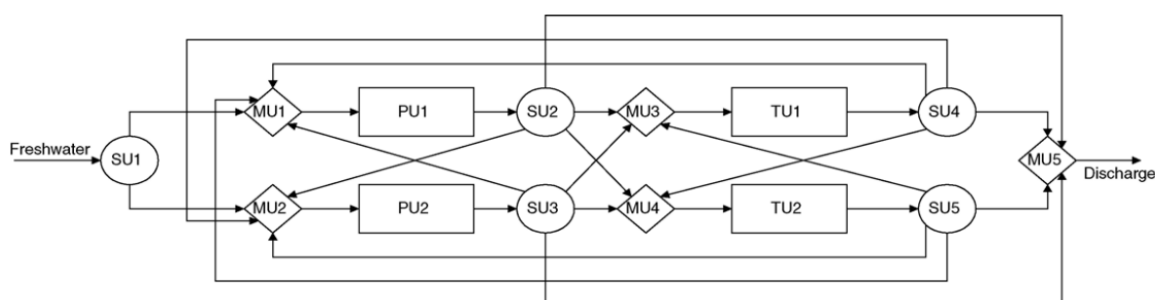 MU1
PU1
SU2
MU3
TU1
SU4
Freshwater
SU1
MU5
Discharge
MU2
PU2
SU3
MU4
TU2
SU5